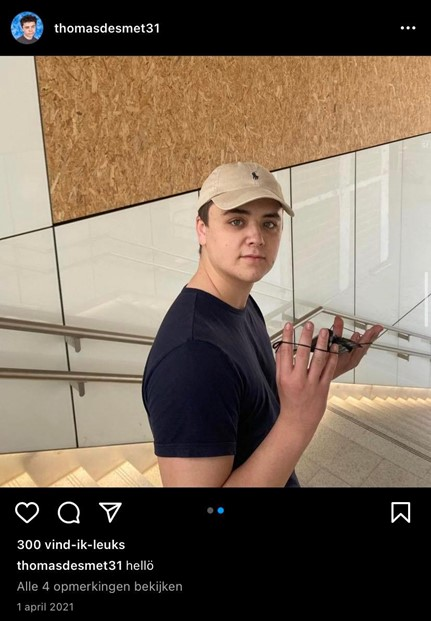 thomasdesmet31
300 vind-ik-leuks
thomasdesmet31 hellö
Alle 4 opmerkingen bekijken
1 april 2021